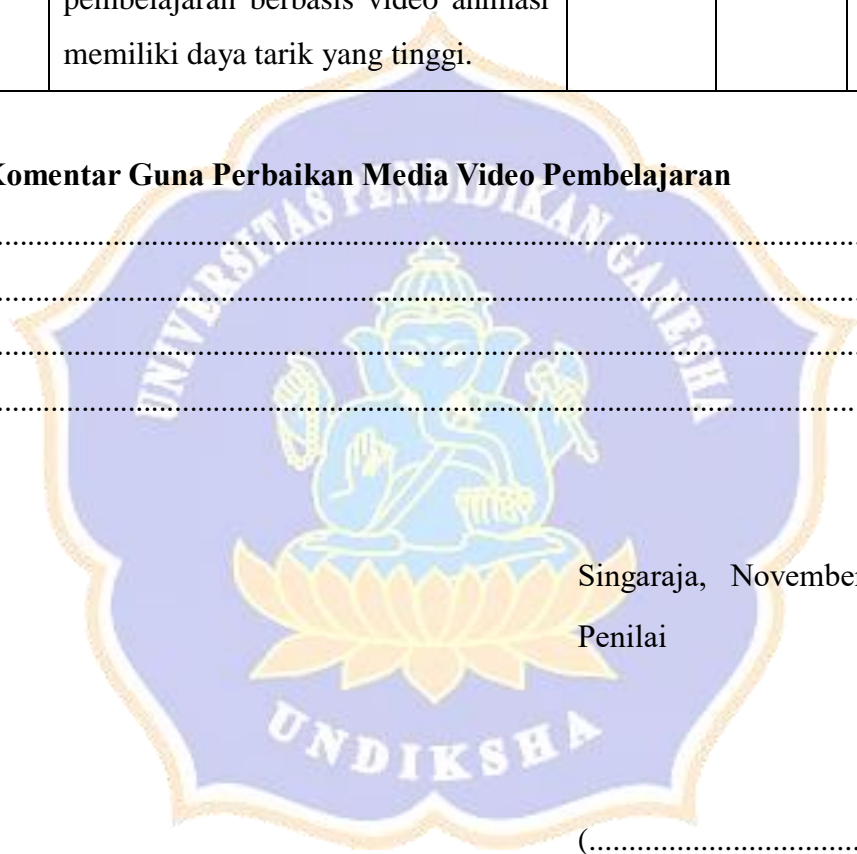 pembelajaran berbasis video animasi
memiliki daya tarik yang tinggi.
Komentar Guna Perbaikan Media Video Pembelajaran
................................................................................
................................................................................
................................................................................
................................................................................
UNIVERSITAS PENDIDIKAN GANESHA
Singaraja, November
Penilai
UNDIKSHA
(..................................